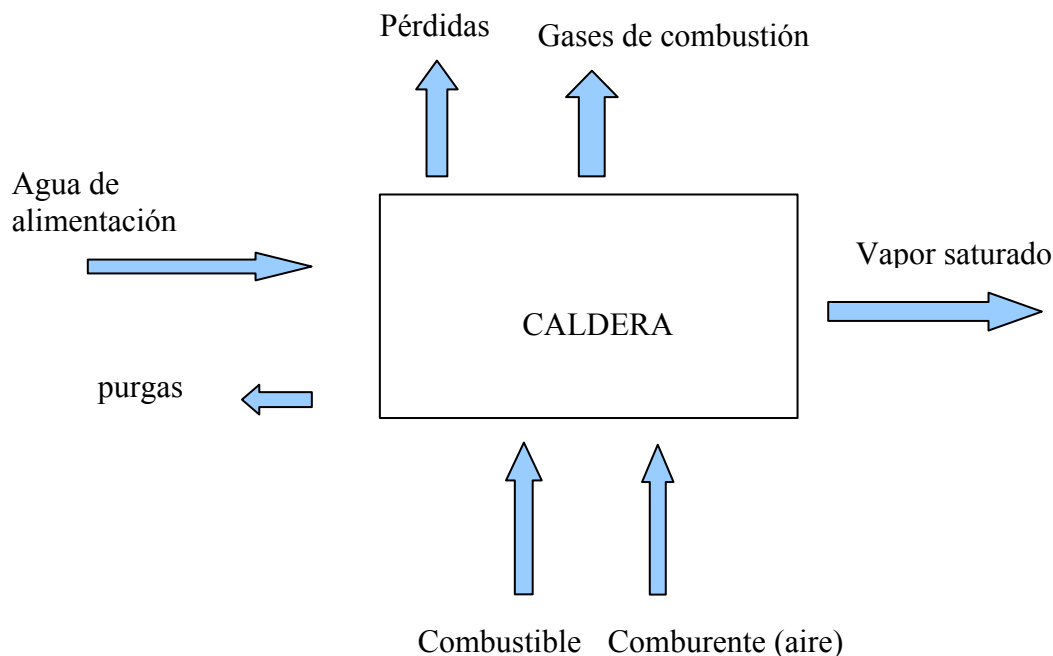 Pérdidas
Gases de combustión
Agua de
alimentación
Vapor saturado
CALDERA
purgas
Combustible
Comburente (aire)